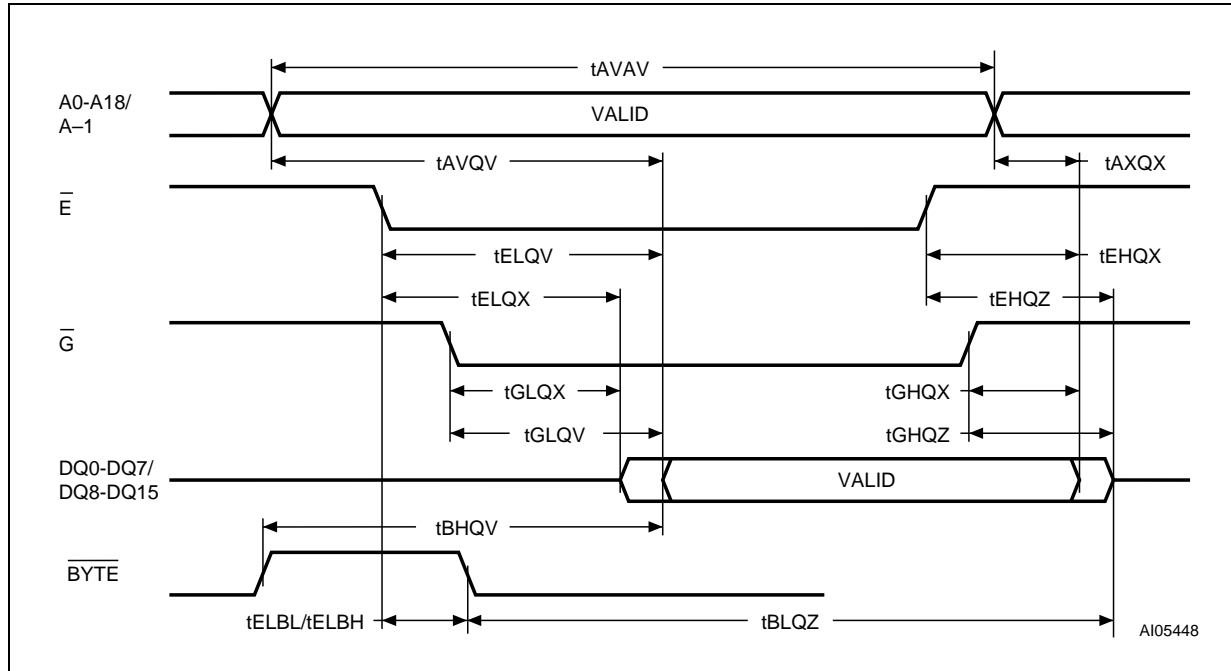 tAVAV
A0-A18/
A–1
VALID
tAVQV
tAXQX
E
tELQV
tEHQX
tELQX
tEHQZ
G
tGLQX
tGHQX
tGLQV
tGHQZ
DQ0-DQ7/
DQ8-DQ15
VALID
tBHQV
BYTE
tELBL/tELBH
tBLQZ
AI05448